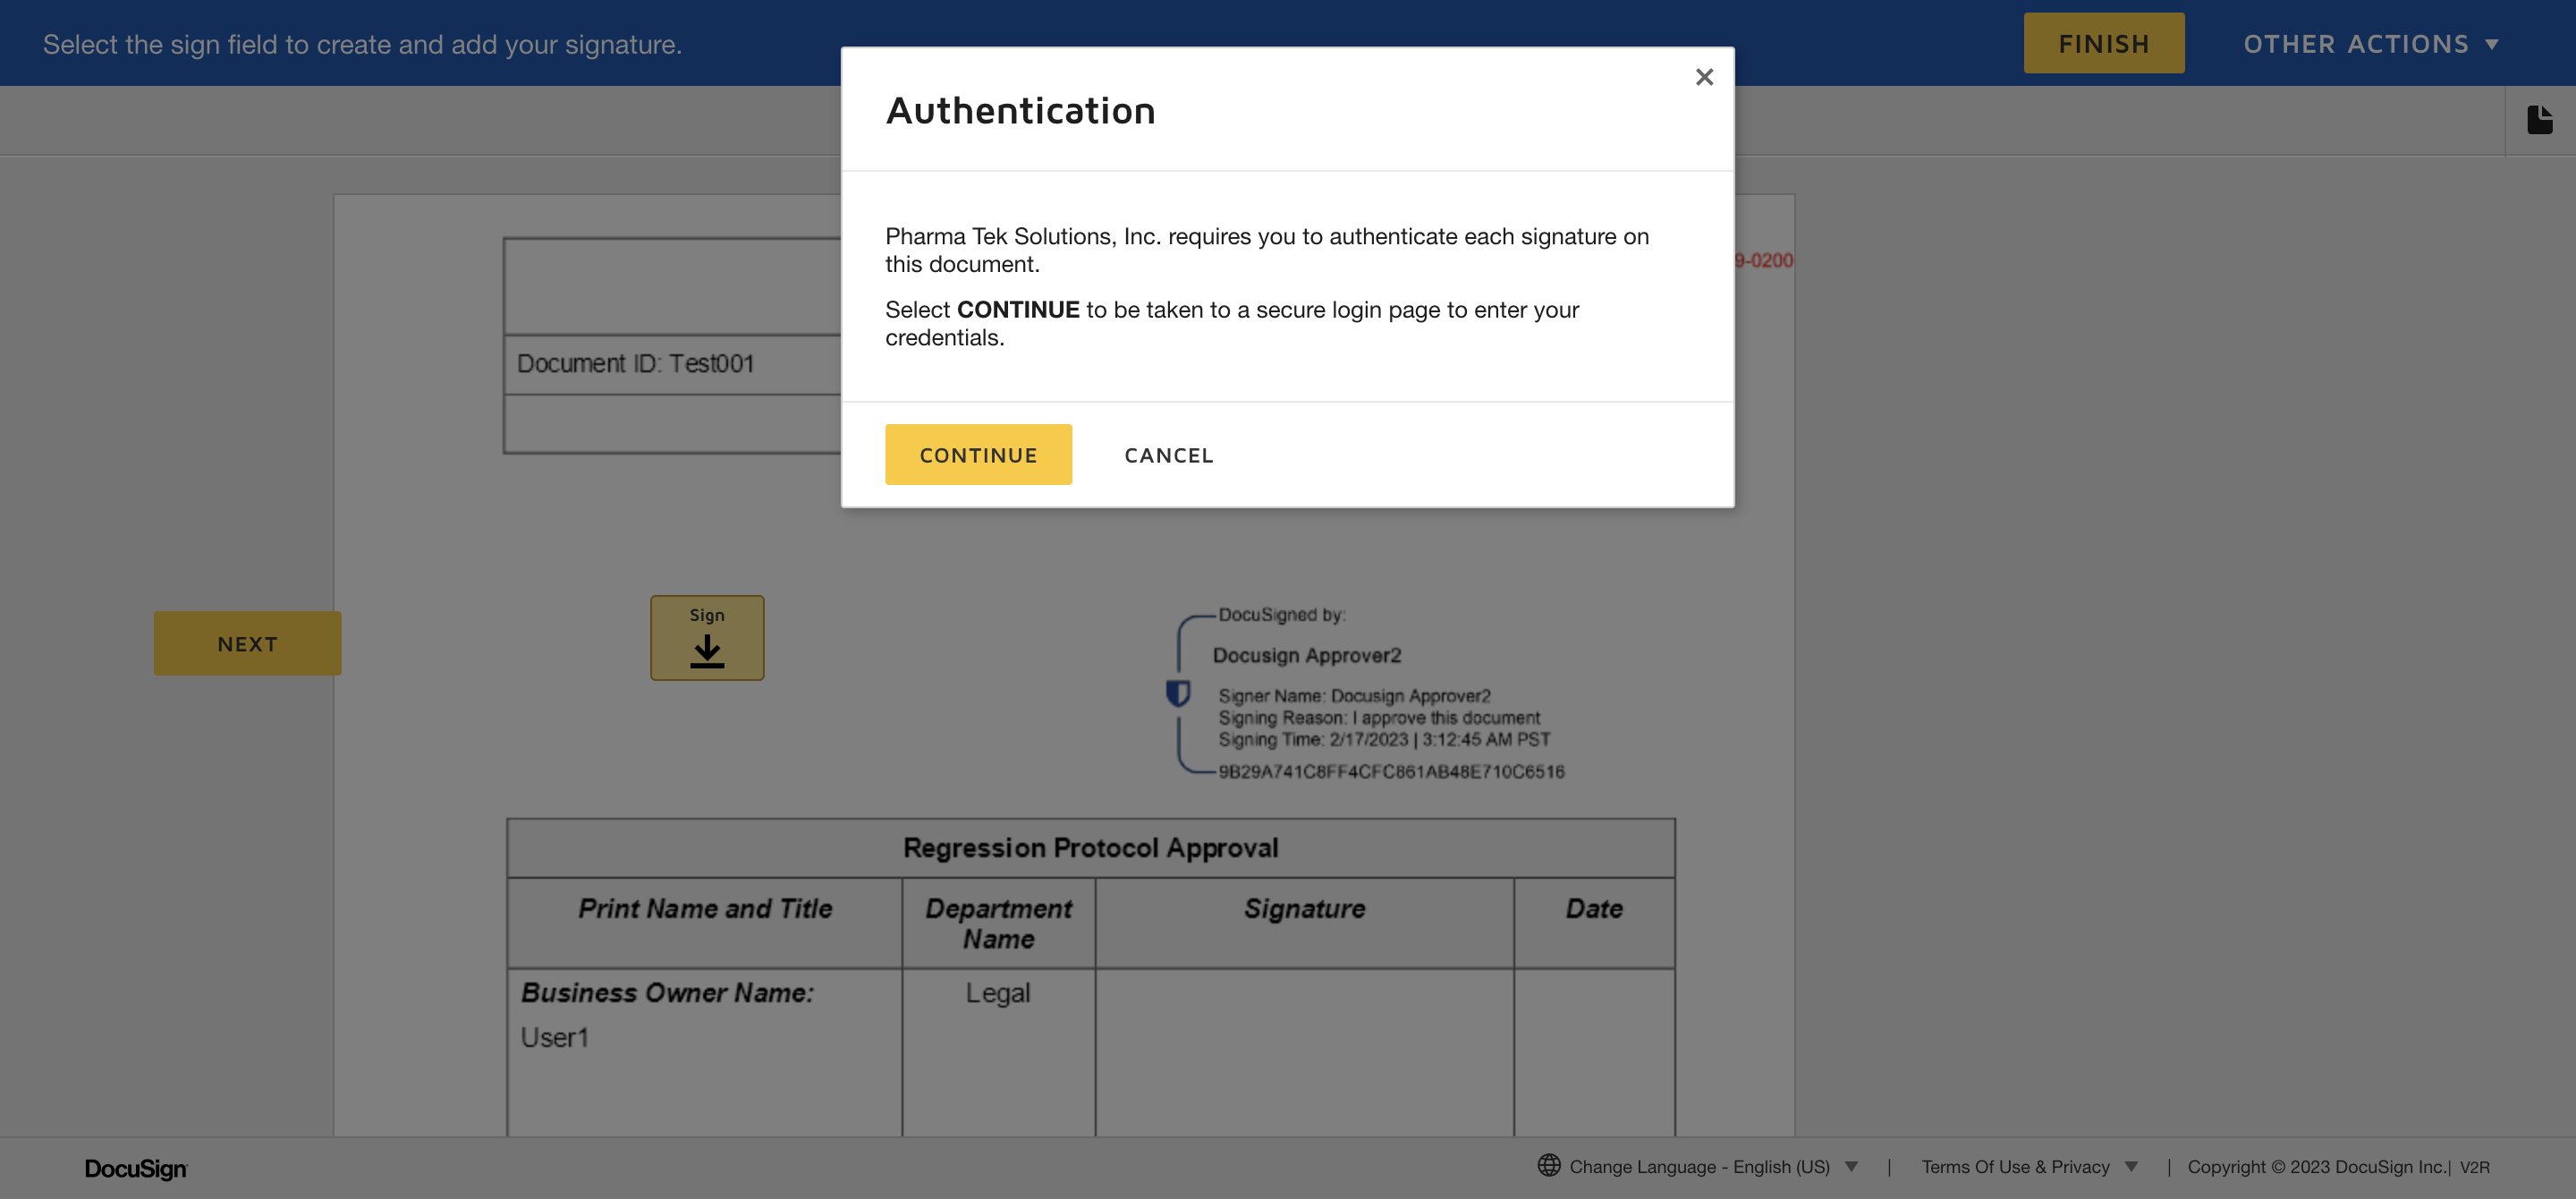 Select the sign field to create and add your signature.
FINISH
OTHER ACTIONS
Authentication
Pharma Tek Solutions, Inc. requires you to authenticate each signature on
this document.
Select CONTINUE to be taken to a secure login page to enter your
credentials.
CONTINUE
CANCEL
9-0200
Document ID: Test001
NEXT
Sign
DocuSigned by:
Docusign Approver2
Signer Name: Docusign Approver2
Signing Reason: I approve this document
Signing Time: 2/17/2023 | 3:12:45 AM PST
9B29A741C8FF4CFC861AB48E710C6516
Regression Protocol Approval
Print Name and Title
Department
Name
Signature
Date
Business Owner Name:
Legal
User1
DocuSign
Change Language - English (US) | Terms Of Use & Privacy | Copyright © 2023 DocuSign Inc.| V2R